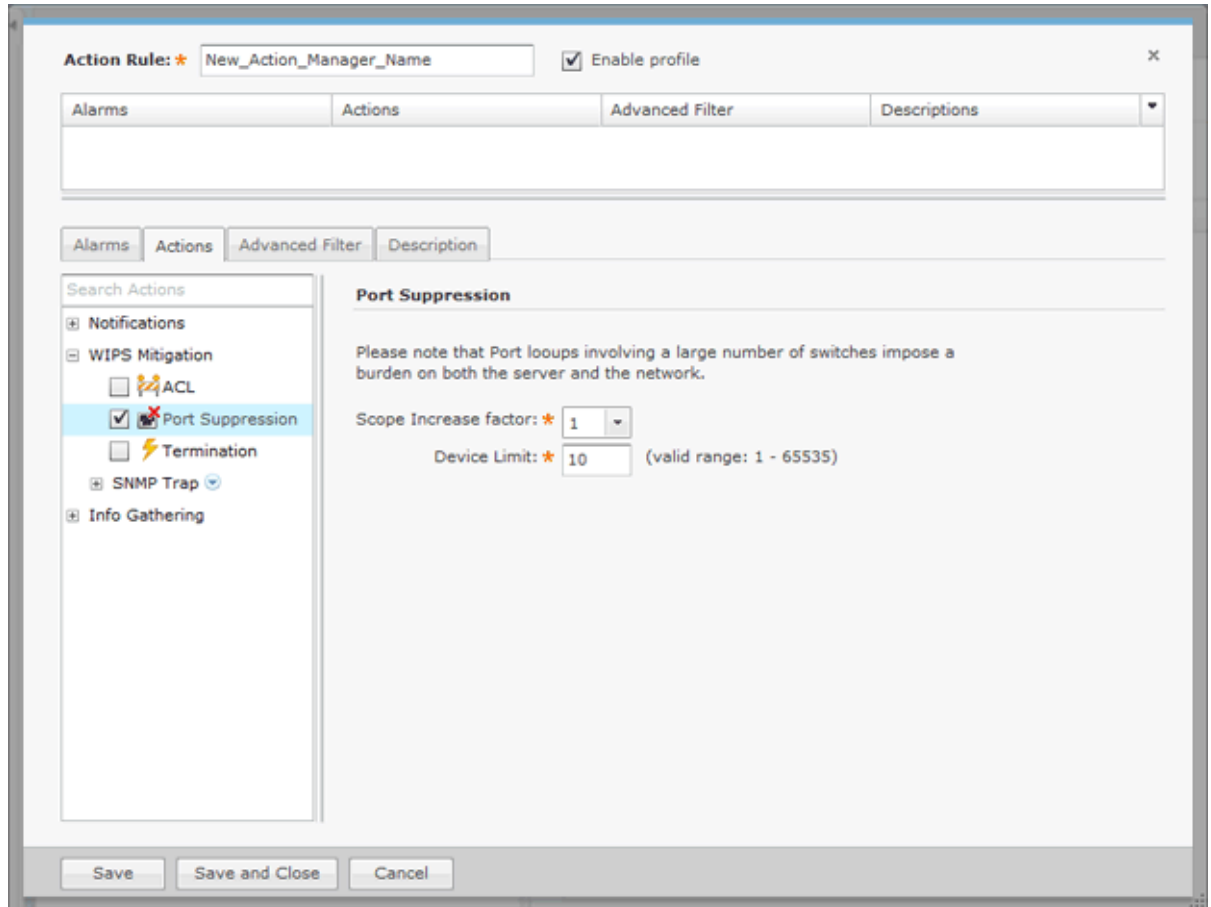 Action Rule: * New_Action_Manager_Name Enable profile
Alarms Actions Advanced Filter Descriptions
Alarms Actions Advanced Filter Description
Search Actions
Notifications
WIPS Mitigation
ACL
Port Suppression
Termination
SNMP Trap
Info Gathering
Port Suppression
Please note that Port looups involving a large number of switches impose a
burden on both the server and the network.
Scope Increase factor: * 1
Device Limit: * 10 (valid range: 1 - 65535)
Save Save and Close Cancel